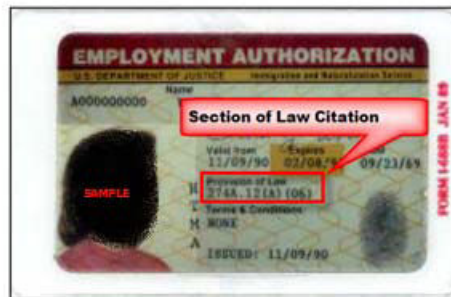 EMPLOYMENT AUTHORIZATION
U.S. DEPARTMENT OF JUSTICE Immigration and Naturalization Service
Name
A000000000
Section of Law Citation
Valid from Expires
11/09/90 02/08/9 09/23/69
Provision of Law
274A.12(A)(06)
SAMPLE
Terms & Conditions
NONE
ISSUED: 11/09/90
FORM I-688B JAN 89